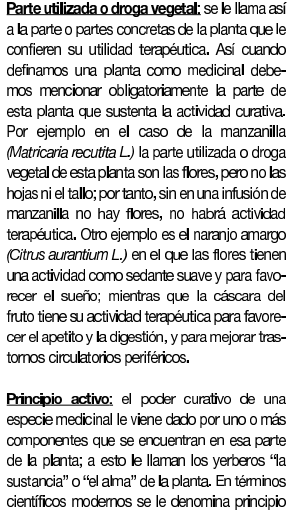 Parte utilizada o droga vegetal: se le llama así
a la parte o partes concretas de la planta que le
confieren su utilidad terapéutica. Así cuando
definamos una planta como medicinal debe-
mos mencionar obligatoriamente la parte de
esta planta que sustenta la actividad curativa.
Por ejemplo en el caso de la manzanilla
(Matricaria recutita L.) la parte utilizada o droga
vegetal de esta planta son las flores, pero no las
hojas ni el tallo; por tanto, sin en una infusión de
manzanilla no hay flores, no habrá actividad
terapéutica. Otro ejemplo es el naranjo amargo
(Citrus aurantium L.) en el que las flores tienen
una actividad como sedante suave y para favo-
recer el sueño; mientras que la cáscara del
fruto tiene su actividad terapéutica para favore-
cer el apetito y la digestión, y para mejorar tras-
tornos circulatorios periféricos.
Principio activo: el poder curativo de una
especie medicinal le viene dado por uno o más
componentes que se encuentran en esa parte
de la planta; a esto le llaman los yerberos “la
sustancia” o “el alma” de la planta. En términos
científicos modernos se le denomina principio